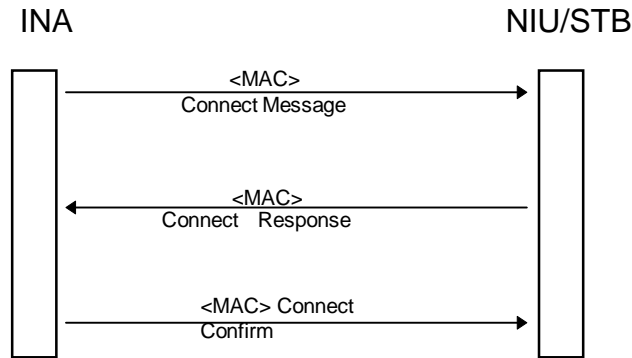 INA NIU/STB
<MAC>
Connect Message
<MAC>
Connect Response
<MAC> Connect
Confirm